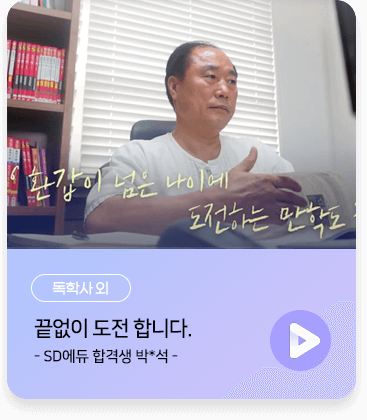 환갑이 넘은 나이에
도전하는 만학도
독학사 외
끝없이 도전 합니다.
- SD에듀 합격생 박*석 -